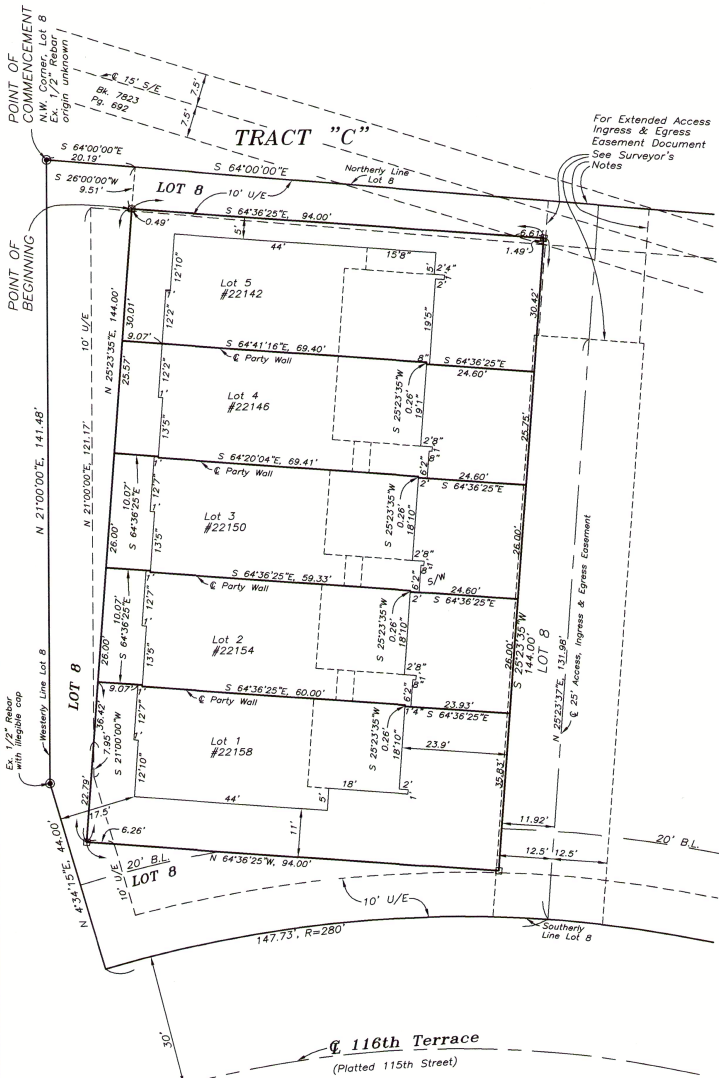 POINT OF
COMMENCEMENT
N.W. Corner, Lot 8
Ex. 1/2" Rebar
origin unknown
℄ 15' S/E
Bk. 7823
Pg. 692
7.5'
7.5'
TRACT "C"
For Extended Access
Ingress & Egress
Easement Document
See Surveyor's
Notes
S 64°00'00"E
20.19'
S 64°00'00"E
Northerly Line
Lot 8
S 26°00'00"W
9.51'
LOT 8
10' U/E
S 64°36'25"E, 94.00'
0.49'
6.61'
1.49'
POINT OF
BEGINNING
5'
44'
15'8"
12'10"
5'
2'4"
1'
2'
Lot 5
#22142
10' U/E
N 25°23'35"E, 144.00'
30.01'
12'2"
19'5"
30.42'
9.07'
S 64°41'16"E, 69.40'
8"
S 64°36'25"E
℄ Party Wall
24.60'
25.57'
12'2"
1'
Lot 4
#22146
S 25°23'35"W
0.26'
19'1"
25.75'
13'5"
2'8"
1'
8"
6'2"
N 21°00'00"E, 141.48'
N 21°00'00"E, 121.17'
S 64°20'04"E, 69.41'
24.60'
℄ Party Wall
2'
S 64°36'25"E
10.07'
S 64°36'25"E
1'
12'7"
1'
Lot 3
#22150
S 25°23'35"W
0.26'
18'10"
26.00'
26.00'
13'5"
2'8"
1'
8"
6'2"
S/W
S 64°36'25"E, 59.33'
24.60'
1'
℄ Party Wall
2'
S 64°36'25"E
10.07'
S 64°36'25"E
12'7"
1'
Lot 2
#22154
S 25°23'35"W
0.26'
18'10"
26.00'
26.00'
S 25°23'35"W
144.00'
LOT 8
N 25°23'37"E, 131.98'
℄ 25' Access, Ingress & Egress Easement
13'5"
2'8"
8"
1'
6'2"
LOT 8
Westerly Line Lot 8
9.07'
1'
S 64°36'25"E, 60.00'
23.93'
℄ Party Wall
1'4"
S 64°36'25"E
36.42'
7.95'
S 21°00'00"W
12'7"
1'
Lot 1
#22158
S 25°23'35"W
0.26'
18'10"
23.9'
35.83'
Ex. 1/2" Rebar
with illegible cap
12'10"
22.79'
18'
2'
1'
44'
5'
17.5'
11'
11.92'
20' B.L.
6.26'
12.5'
12.5'
N 4°34'15"E, 44.00'
20' B.L.
N 64°36'25"W, 94.00'
LOT 8
10' U/E
10' U/E
147.73', R=280'
Southerly
Line Lot 8
30'
℄ 116th Terrace
(Platted 115th Street)